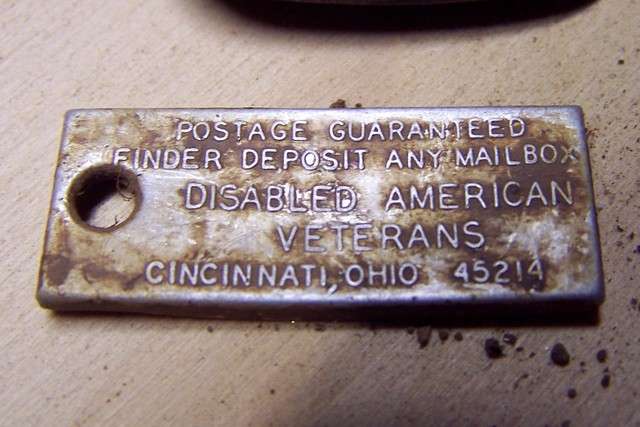 POSTAGE GUARANTEED
FINDER DEPOSIT ANY MAILBOX
DISABLED AMERICAN
VETERANS
CINCINNATI, OHIO 45214